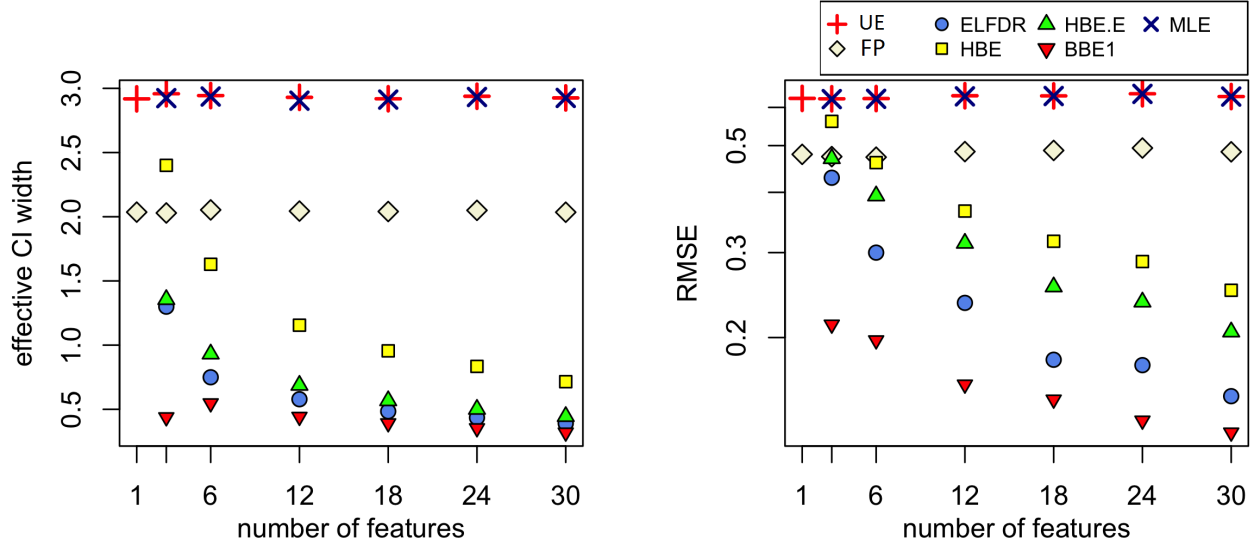 UE ELFDR HBE.E MLE
FP HBE BBE1
effective CI width
3.0
2.5
2.0
1.5
1.0
0.5
1 6 12 18 24 30
number of features
RMSE
0.5
0.3
0.2
1 6 12 18 24 30
number of features